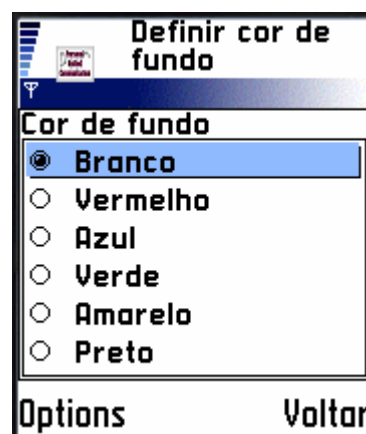 Definir cor de
fundo
Cor de fundo
Branco
Vermelho
Azul
Verde
Amarelo
Preto
Options Voltar